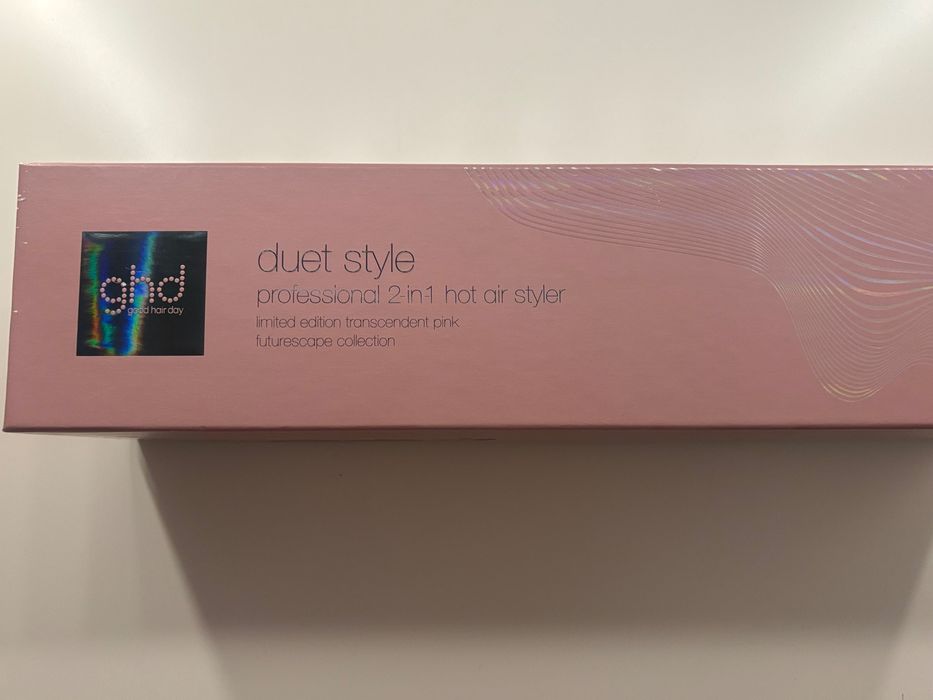 ghd
good hair day
duet style
professional 2-in-1 hot air styler
limited edition transcendent pink
futurescape collection